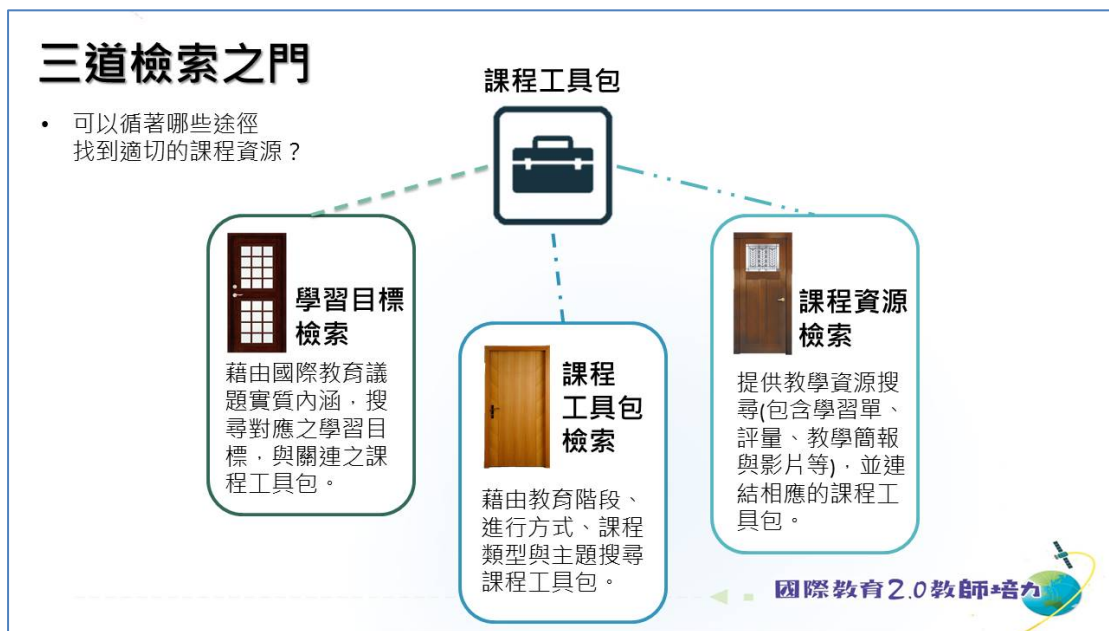 三道檢索之門
• 可以循著哪些途徑
找到適切的課程資源？
課程工具包
學習目標
檢索
藉由國際教育議
題實質內涵，搜
尋對應之學習目
標，與關連之課
程工具包。
課程
工具包
檢索
藉由教育階段、
進行方式、課程
類型與主題搜尋
課程工具包。
課程資源
檢索
提供教學資源搜
尋(包含學習單、
評量、教學簡報
與影片等)，並連
結相應的課程工
具包。
國際教育2.0教師培力